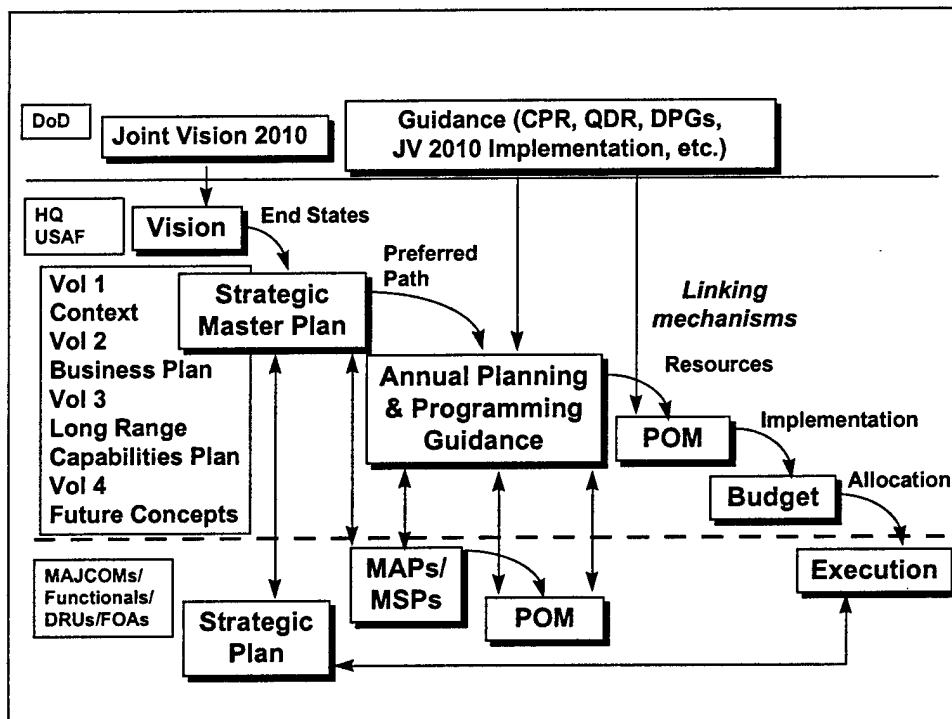 DoD
Joint Vision 2010
Guidance (CPR, QDR, DPGs,
JV 2010 Implementation, etc.)
HQ
USAF
Vision
End States
Preferred
Path
Vol 1
Context
Vol 2
Business Plan
Vol 3
Long Range
Capabilities Plan
Vol 4
Future Concepts
Strategic
Master Plan
Linking
mechanisms
Annual Planning
& Programming
Guidance
Resources
POM
Implementation
Budget
Allocation
MAJCOMs/
Functionals/
DRUs/FOAs
Strategic
Plan
MAPs/
MSPs
POM
Execution